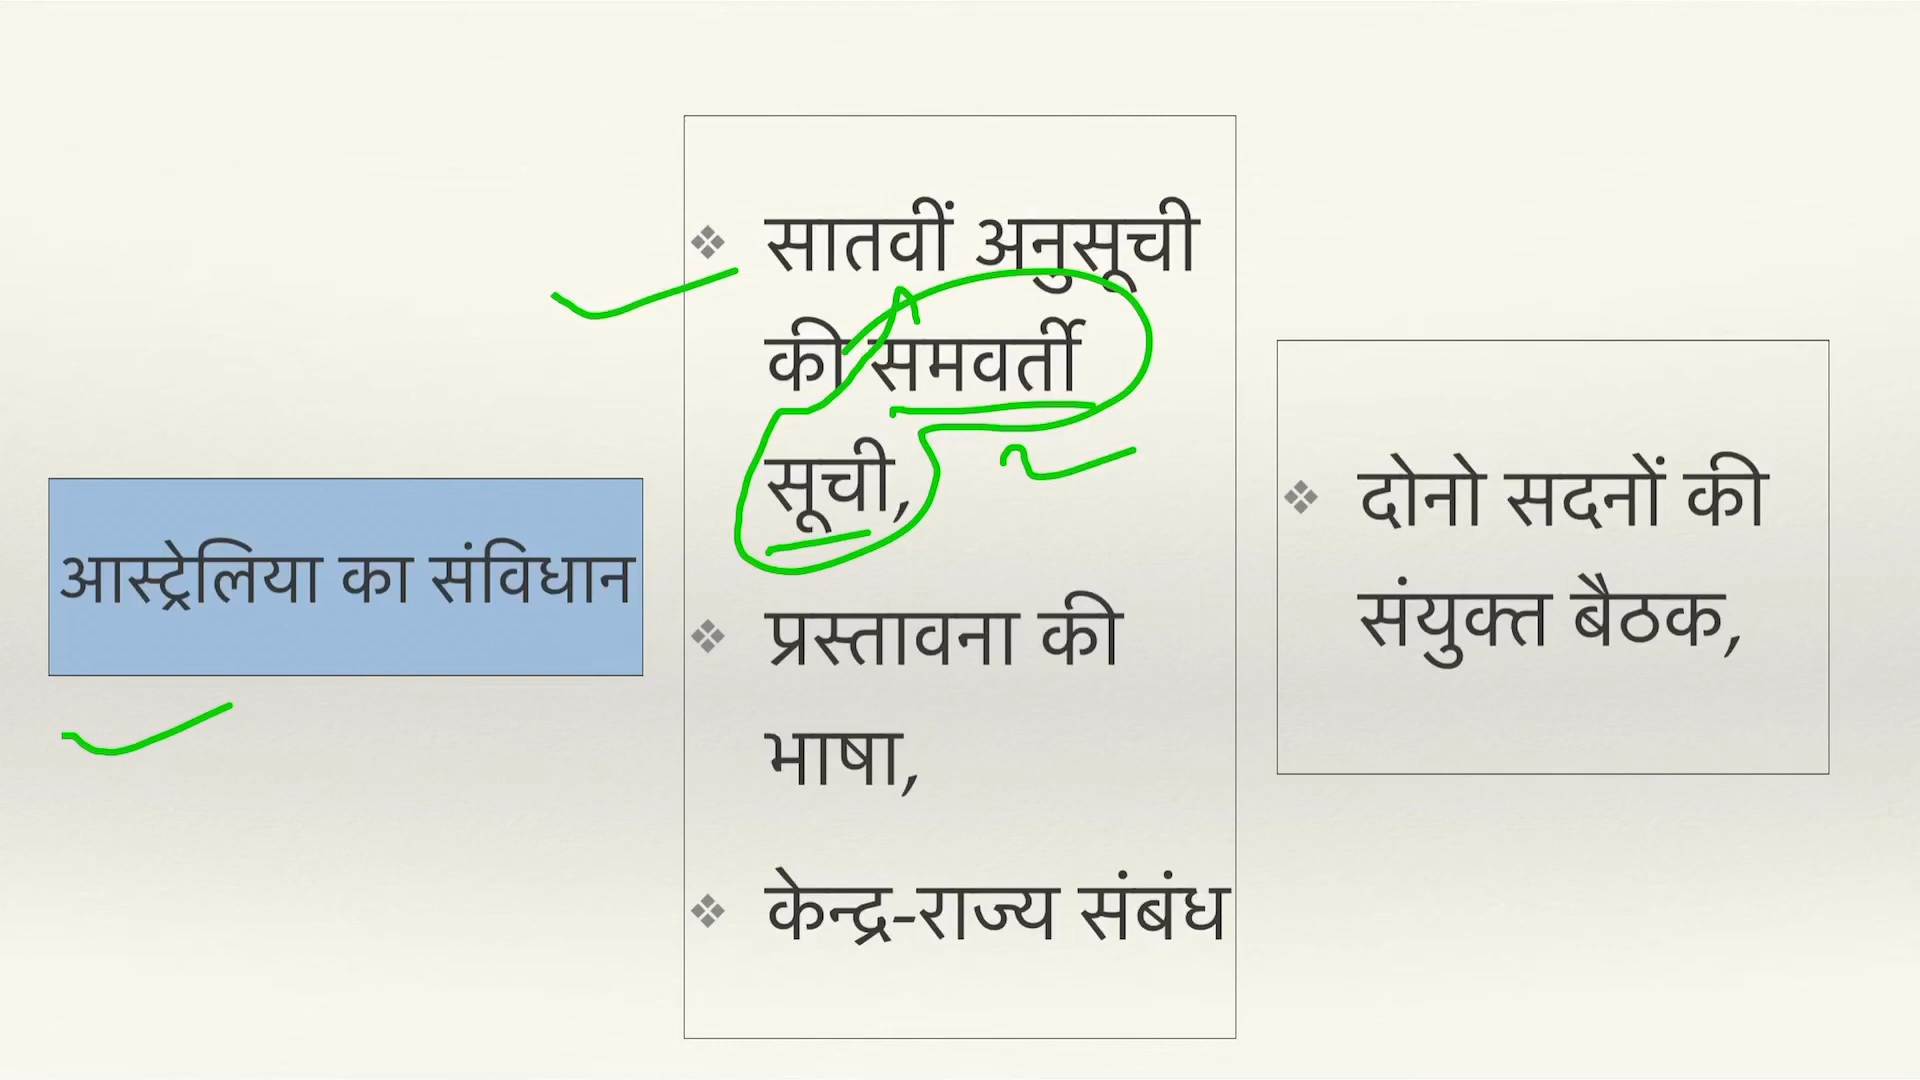 आस्ट्रेलिया का संविधान
❖ सातवीं अनुसूची
की समवर्ती
सूची,
❖ प्रस्तावना की
भाषा,
❖ केन्द्र-राज्य संबंध
❖ दोनो सदनों की
संयुक्त बैठक,